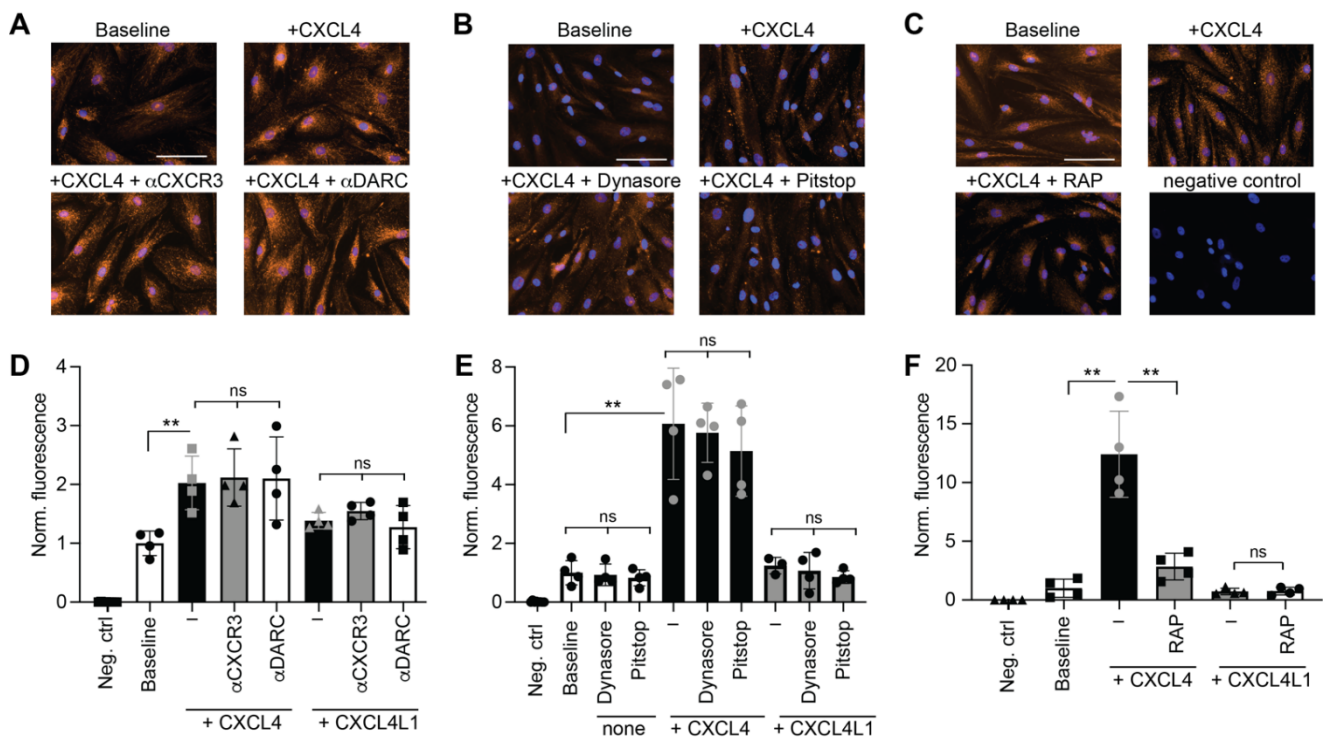 A
Baseline
+CXCL4
+CXCL4 + αCXCR3
+CXCL4 + αDARC
B
Baseline
+CXCL4
+CXCL4 + Dynasore
+CXCL4 + Pitstop
C
Baseline
+CXCL4
+CXCL4 + RAP
negative control
D
Norm. fluorescence
4
3
2
1
0
**
ns
ns
Neg. ctrl
Baseline
–
αCXCR3
αDARC
–
αCXCR3
αDARC
+ CXCL4
+ CXCL4L1
E
Norm. fluorescence
8
6
4
2
0
ns
**
ns
ns
Neg. ctrl
Baseline
Dynasore
Pitstop
–
Dynasore
Pitstop
–
Dynasore
Pitstop
none
+ CXCL4
+ CXCL4L1
F
Norm. fluorescence
20
15
10
5
0
**
**
ns
Neg. ctrl
Baseline
–
RAP
–
RAP
+ CXCL4
+ CXCL4L1